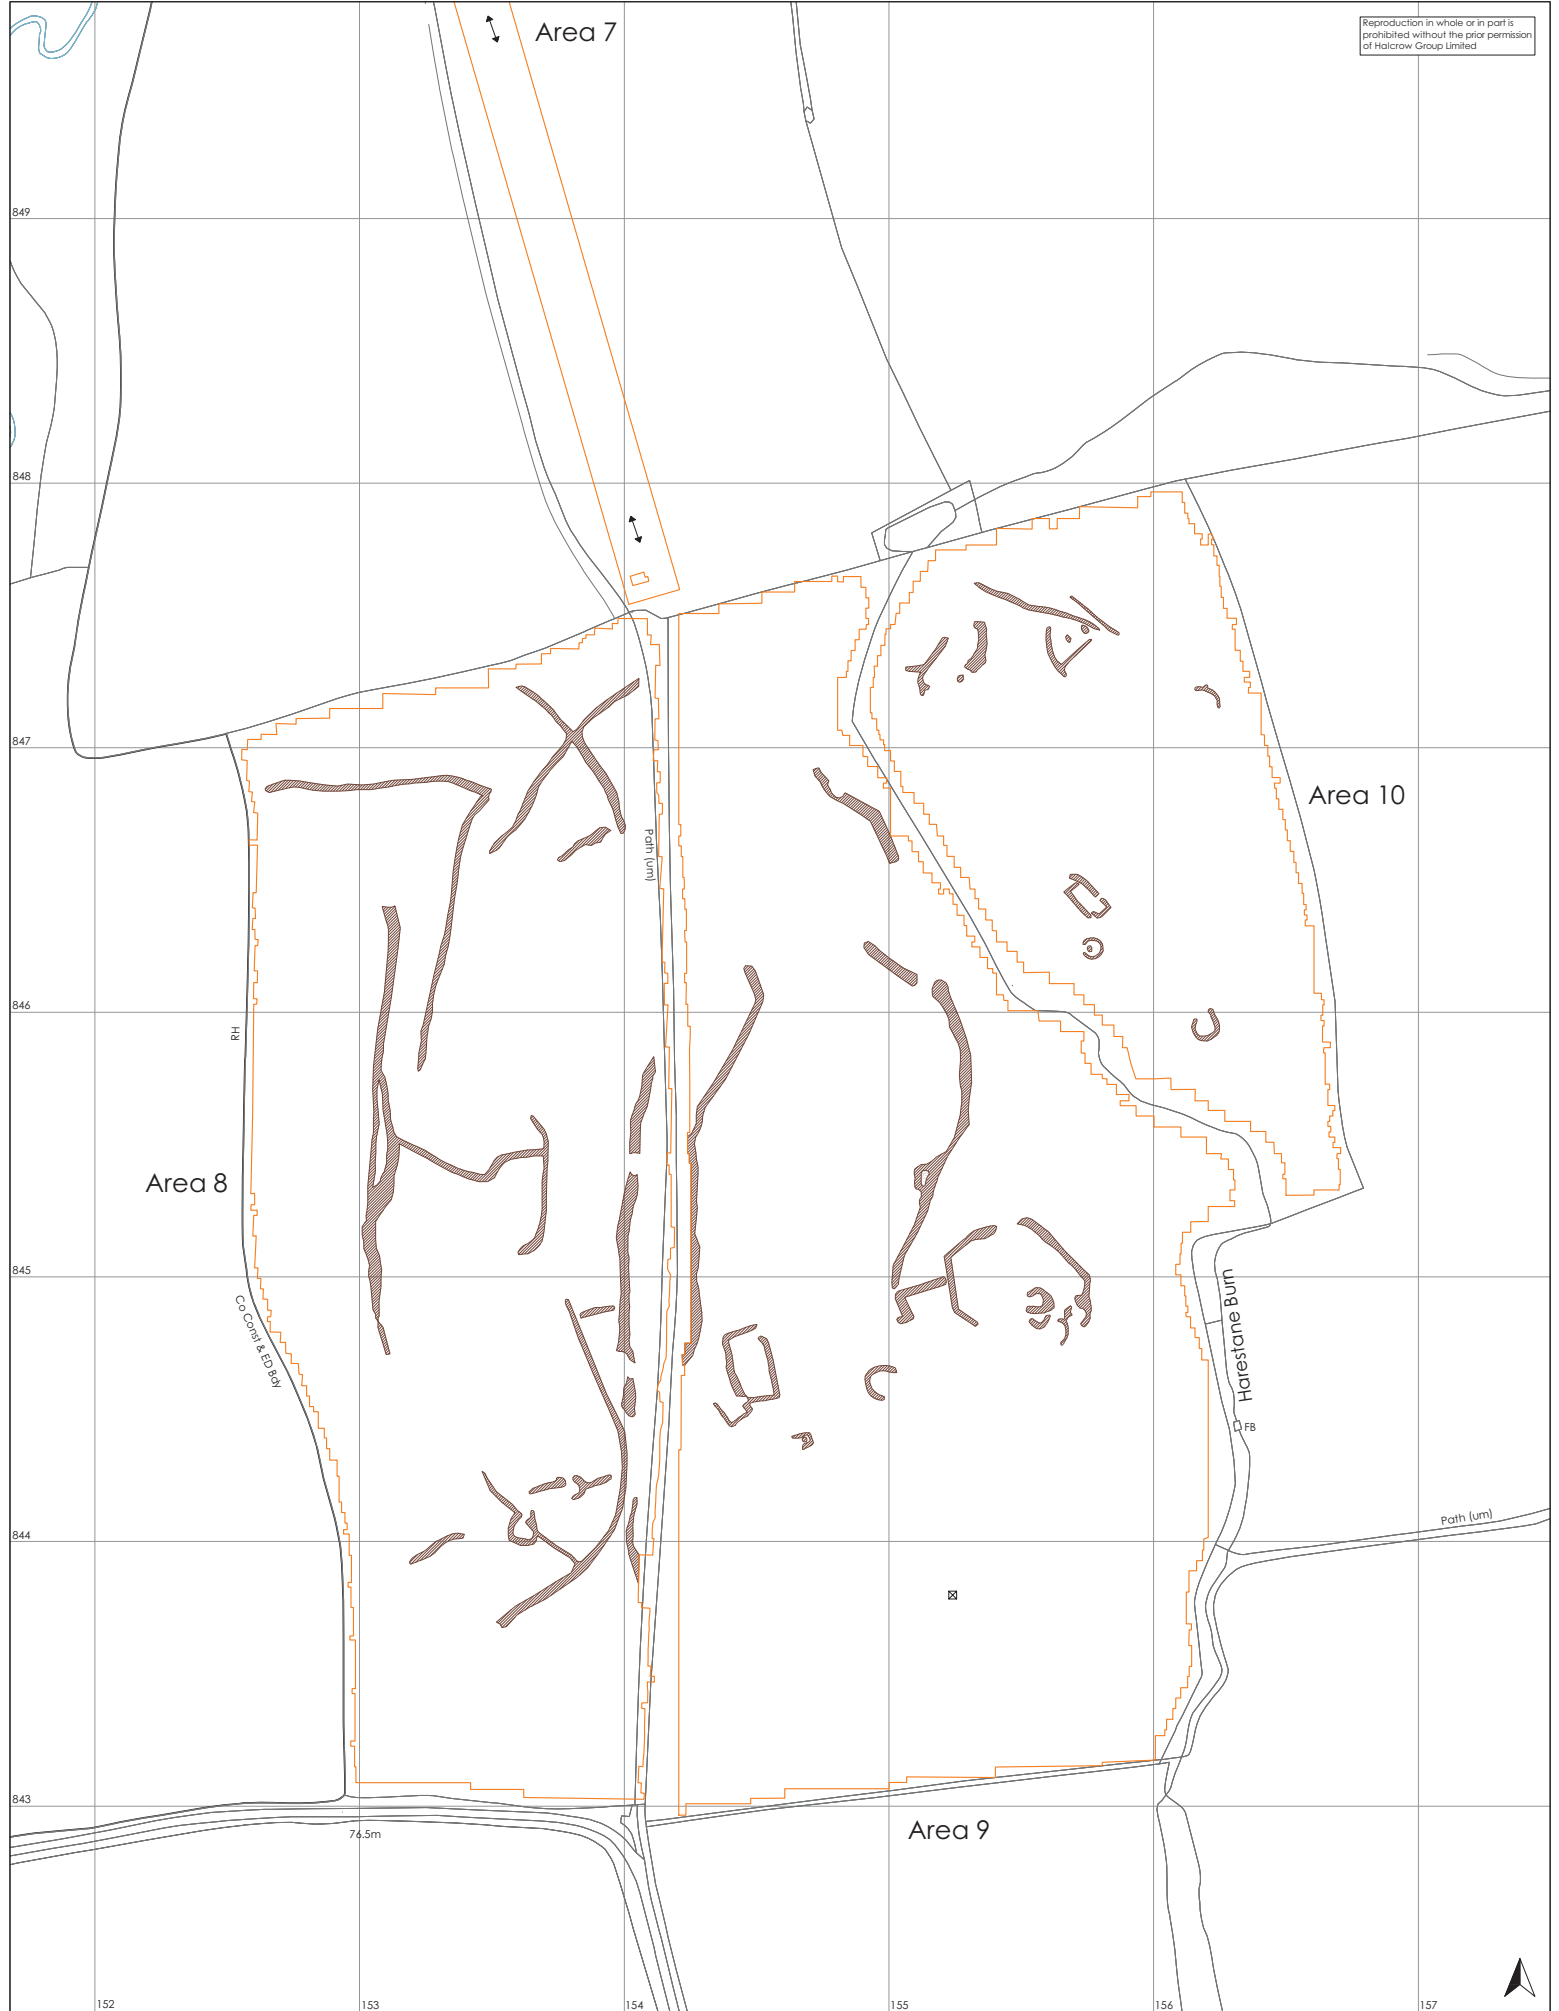 Area 7
Reproduction in whole or in part is
prohibited without the prior permission
of Halcrow Group Limited
849
848
847
Area 10
Path (um)
846
RH
Area 8
845
Co Const & ED Bdy
Harestane Burn
FB
844
Path (um)
843
76.5m
Area 9
152
153
154
155
156
157